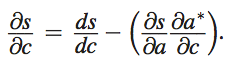 ∂s/∂c = ds/dc − (∂s/∂a ∂a*/∂c).